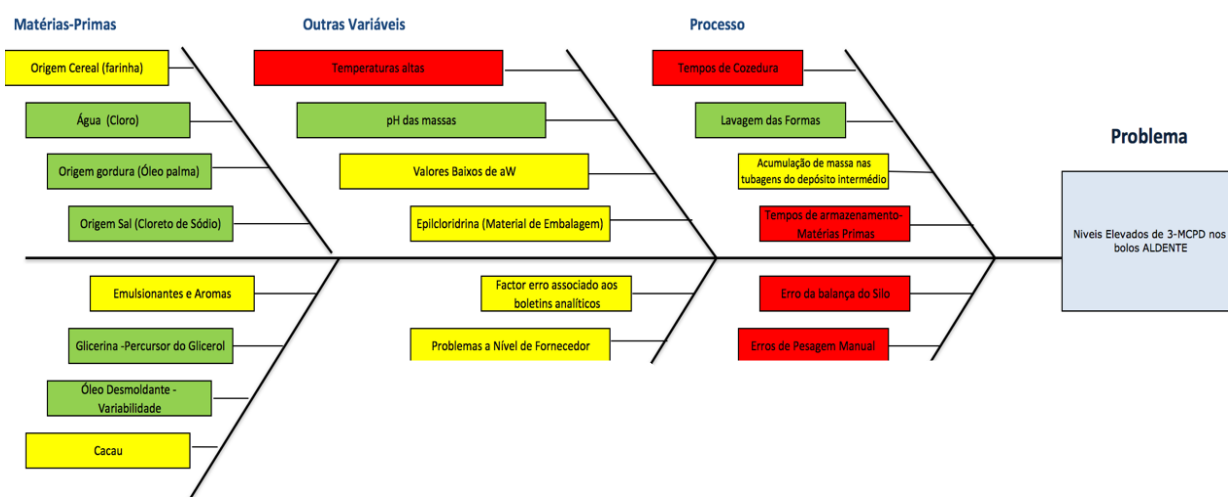 Matérias-Primas
Outras Variáveis
Processo
Origem Cereal (farinha)
Água (Cloro)
Origem gordura (Óleo palma)
Origem Sal (Cloreto de Sódio)
Temperaturas altas
pH das massas
Valores Baixos de aW
Epilcloridrina (Material de Embalagem)
Tempos de Cozedura
Lavagem das Formas
Acumulação de massa nas
tubagens do depósito intermédio
Tempos de armazenamento-
Matérias Primas
Problema
Niveis Elevados de 3-MCPD nos
bolos ALDENTE
Emulsionantes e Aromas
Glicerina -Percursor do Glicerol
Óleo Desmoldante -
Variabilidade
Cacau
Factor erro associado aos
boletins analíticos
Problemas a Nível de Fornecedor
Erro da balança do Silo
Erros de Pesagem Manual